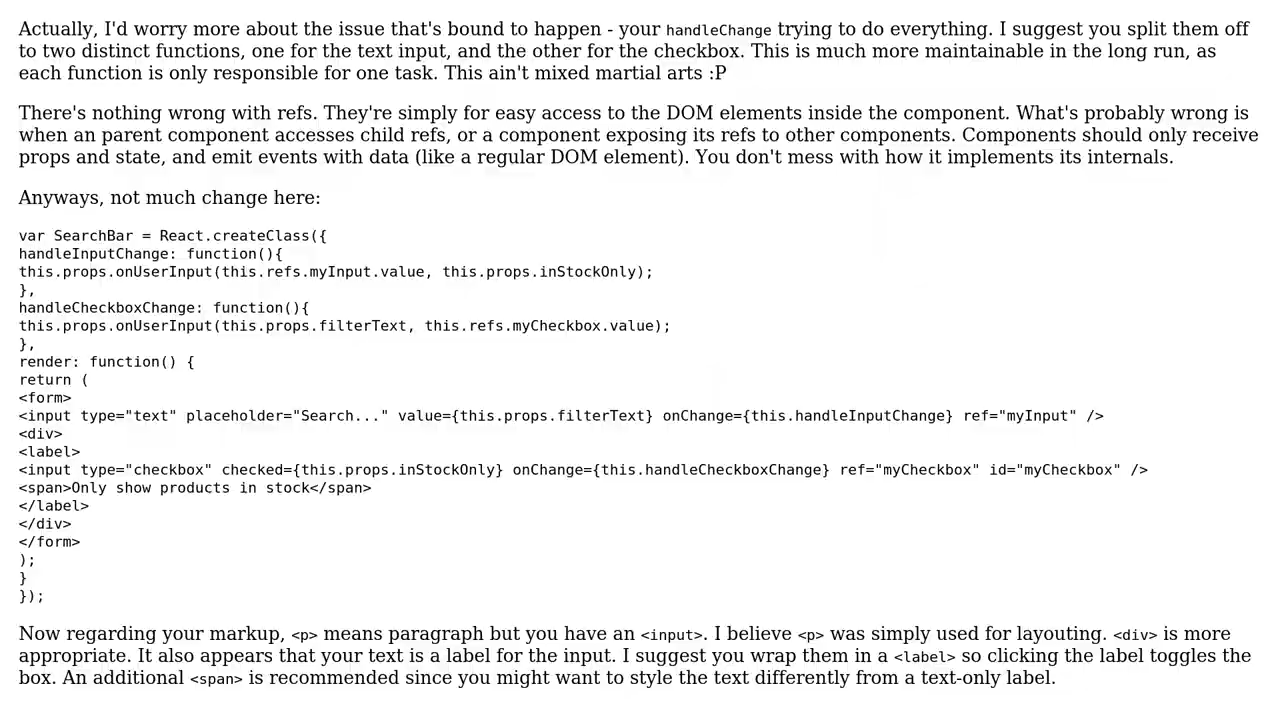 Actually, I'd worry more about the issue that's bound to happen - your handleChange trying to do everything. I suggest you split them off
to two distinct functions, one for the text input, and the other for the checkbox. This is much more maintainable in the long run, as
each function is only responsible for one task. This ain't mixed martial arts :P
There's nothing wrong with refs. They're simply for easy access to the DOM elements inside the component. What's probably wrong is
when an parent component accesses child refs, or a component exposing its refs to other components. Components should only receive
props and state, and emit events with data (like a regular DOM element). You don't mess with how it implements its internals.
Anyways, not much change here:
var SearchBar = React.createClass({
handleInputChange: function(){
this.props.onUserInput(this.refs.myInput.value, this.props.inStockOnly);
},
handleCheckboxChange: function(){
this.props.onUserInput(this.props.filterText, this.refs.myCheckbox.value);
},
render: function() {
return (
<form>
<input type="text" placeholder="Search..." value={this.props.filterText} onChange={this.handleInputChange} ref="myInput" />
<div>
<label>
<input type="checkbox" checked={this.props.inStockOnly} onChange={this.handleCheckboxChange} ref="myCheckbox" id="myCheckbox" />
<span>Only show products in stock</span>
</label>
</div>
</form>
);
}
});
Now regarding your markup, <p> means paragraph but you have an <input>. I believe <p> was simply used for layouting. <div> is more
appropriate. It also appears that your text is a label for the input. I suggest you wrap them in a <label> so clicking the label toggles the
box. An additional <span> is recommended since you might want to style the text differently from a text-only label.